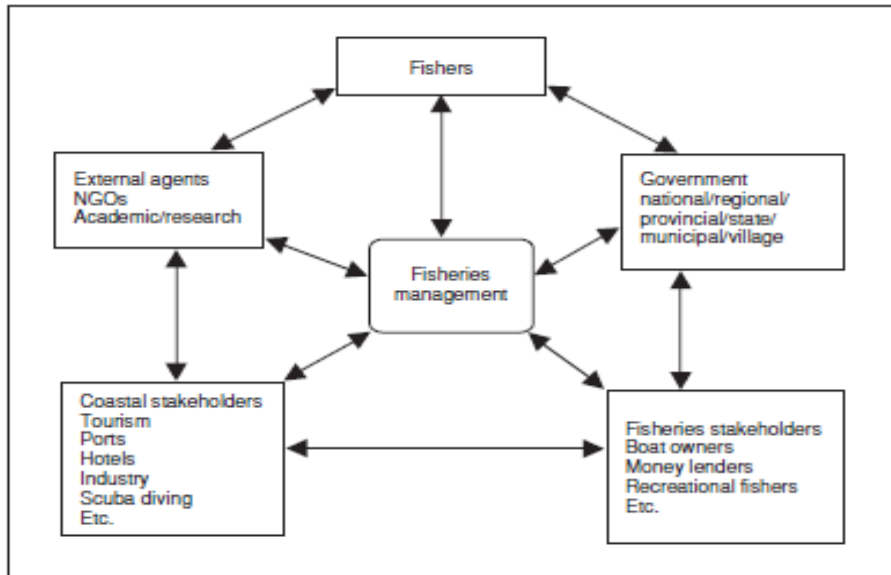 Fishers
External agents
NGOs
Academic/research
Government
national/regional/
provincial/state/
municipal/village
Fisheries
management
Coastal stakeholders
Tourism
Ports
Hotels
Industry
Scuba diving
Etc.
Fisheries stakeholders
Boat owners
Money lenders
Recreational fishers
Etc.